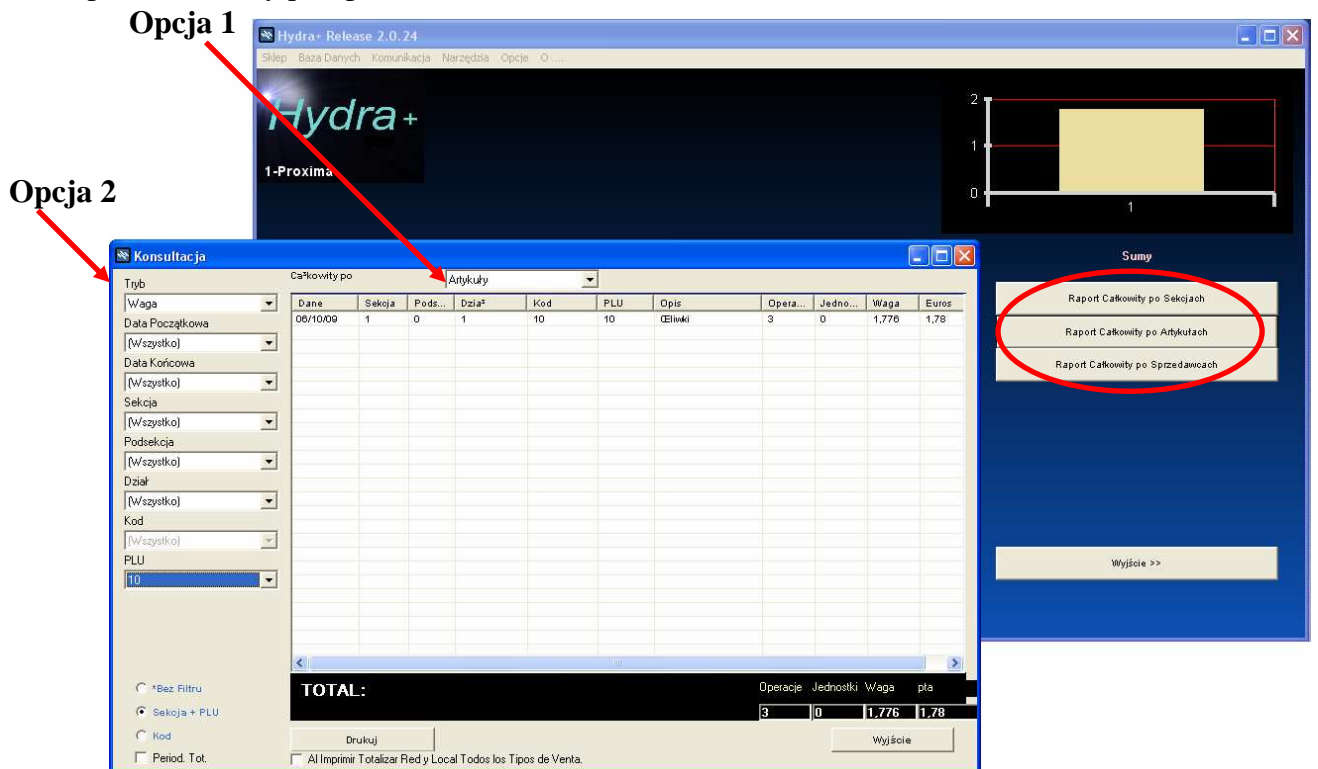 Opcja 1
Hydra+ Release 2.0.24
Sklep Baza Danych Komunikacja Narzędzia Opcje O ....
Hydra +
1-Proxima
2
1
0
1
Opcja 2
Konsultacja
Sumy
Tryb
Ca³kowity po
Artykuły
Waga
Dane Sekcja Pods... Dzia³ Kod PLU Opis Opera... Jedno... Waga Euros
06/10/09 1 0 1 10 10 Œliwki 3 0 1,776 1,78
Data Początkowa
(Wszystko)
Data Końcowa
(Wszystko)
Sekcja
(Wszystko)
Podsekcja
(Wszystko)
Dział
(Wszystko)
Kod
(Wszystko)
PLU
10
Raport Całkowity po Sekcjach
Raport Całkowity po Artykułach
Raport Całkowity po Sprzedawcach
Wyjście >>
*Bez Filtru
Sekcja + PLU
Kod
Period. Tot.
TOTAL:
Operacje Jednostki Waga pta
3 0 1,776 1,78
Drukuj
Wyjście
Al Imprimir Totalizar Red y Local Todos los Tipos de Venta.